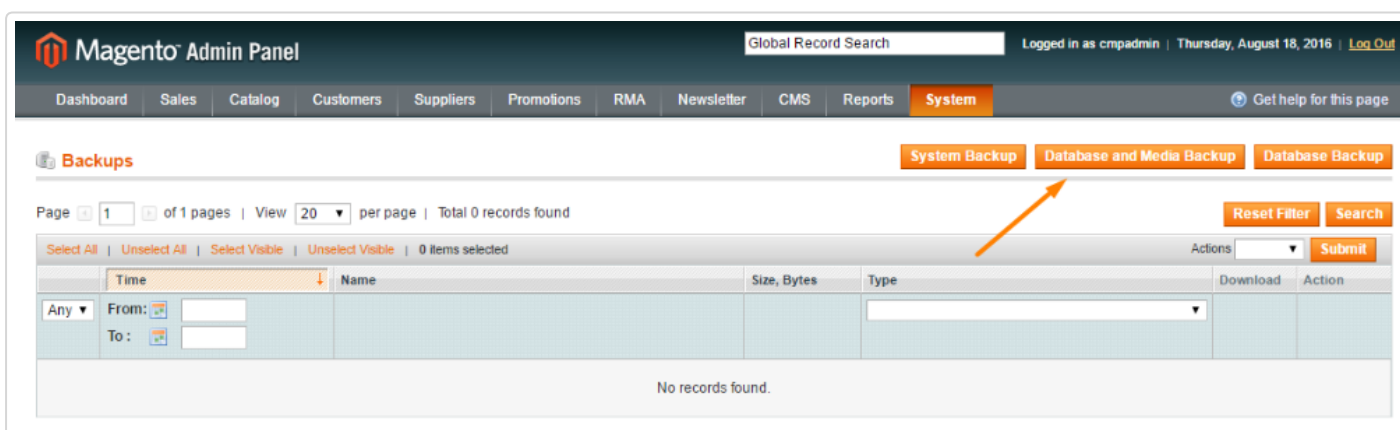 Magento Admin Panel
Global Record Search
Logged in as cmpadmin | Thursday, August 18, 2016 | Log Out
Dashboard Sales Catalog Customers Suppliers Promotions RMA Newsletter CMS Reports System Get help for this page
Backups System Backup Database and Media Backup Database Backup
Page 1 of 1 pages | View 20 per page | Total 0 records found Reset Filter Search
Select All | Unselect All | Select Visible | Unselect Visible | 0 items selected Actions Submit
Time Name Size, Bytes Type Download Action
Any From:
To :
No records found.